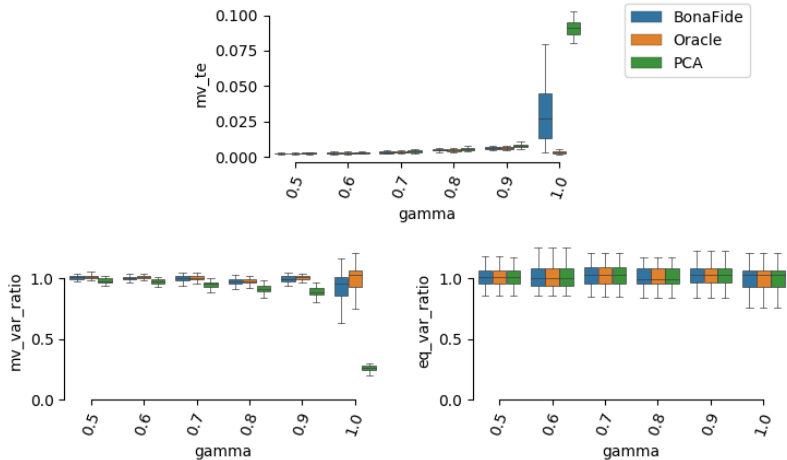 0.100
0.075
0.050
0.025
0.000
mv_te
0.5 0.6 0.7 0.8 0.9 1.0
gamma
BonaFide
Oracle
PCA
1.0
0.5
0.0
mv_var_ratio
0.5 0.6 0.7 0.8 0.9 1.0
gamma
1.0
0.5
0.0
eq_var_ratio
0.5 0.6 0.7 0.8 0.9 1.0
gamma